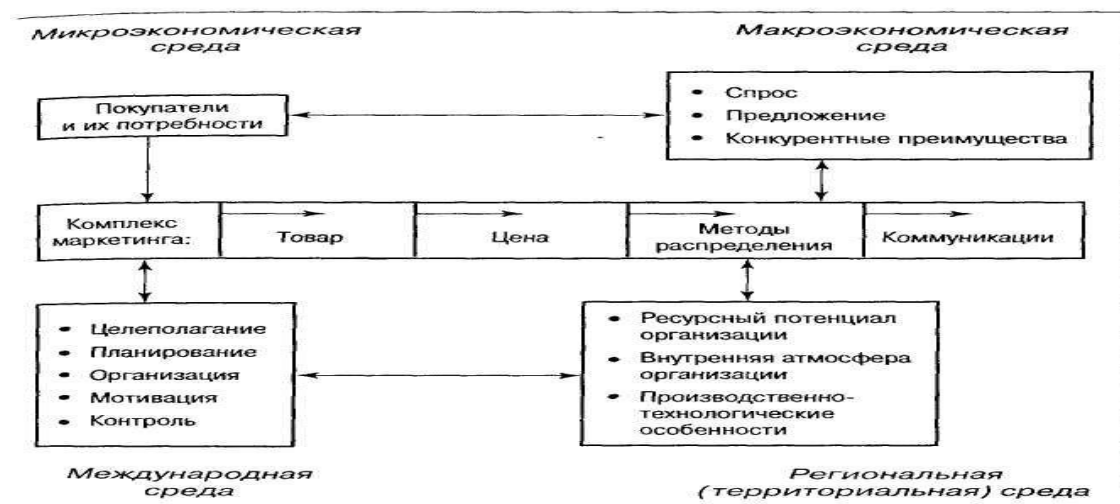 Микроэкономическая
среда
Макроэкономическая
среда
Покупатели
и их потребности
• Спрос
• Предложение
• Конкурентные преимущества
Комплекс
маркетинга:
Товар
Цена
Методы
распределения
Коммуникации
• Целеполагание
• Планирование
• Организация
• Мотивация
• Контроль
• Ресурсный потенциал
организации
• Внутренняя атмосфера
организации
• Производственно-
технологические
особенности
Международная
среда
Региональная
(территориальная) среда